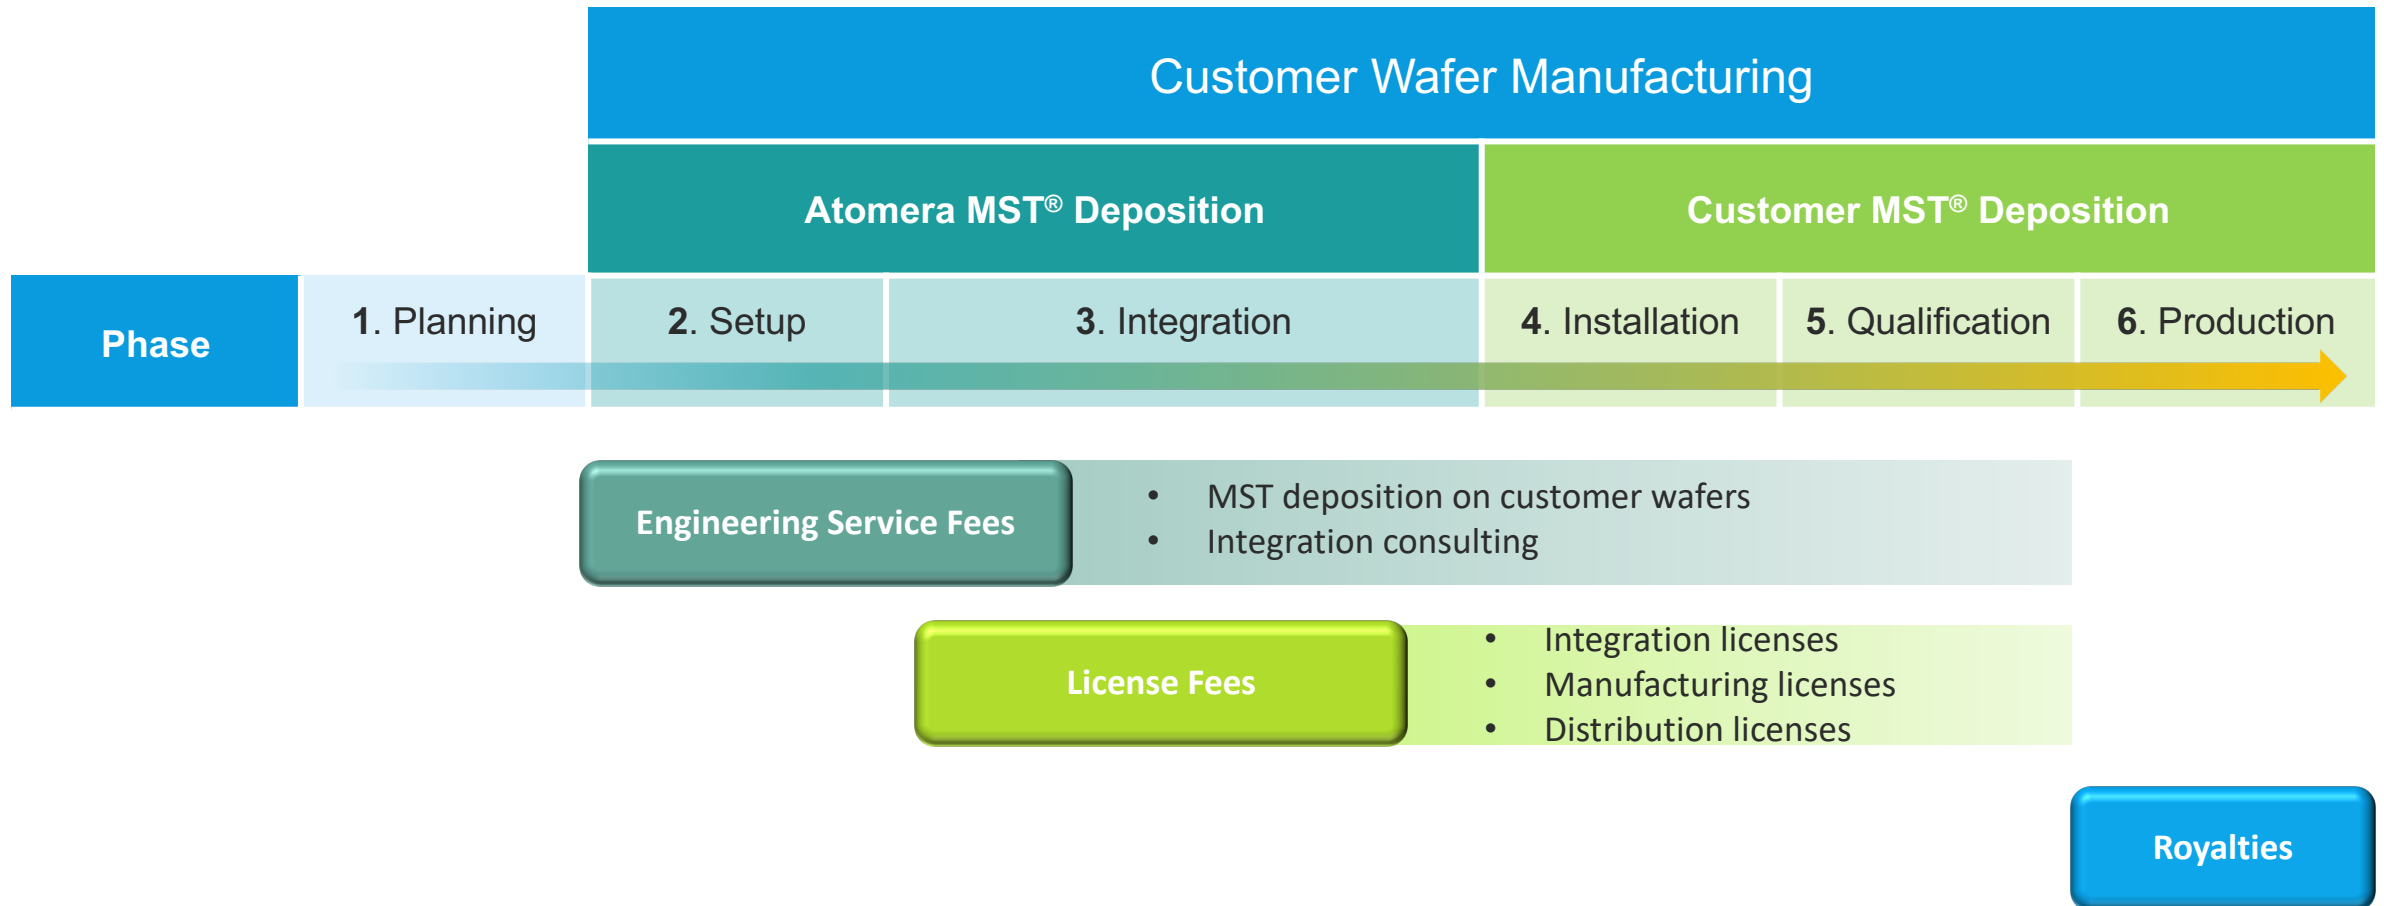 Customer Wafer Manufacturing
Atomera MST® Deposition
Customer MST® Deposition
Phase
1. Planning
2. Setup
3. Integration
4. Installation
5. Qualification
6. Production
Engineering Service Fees
• MST deposition on customer wafers
• Integration consulting
License Fees
• Integration licenses
• Manufacturing licenses
• Distribution licenses
Royalties